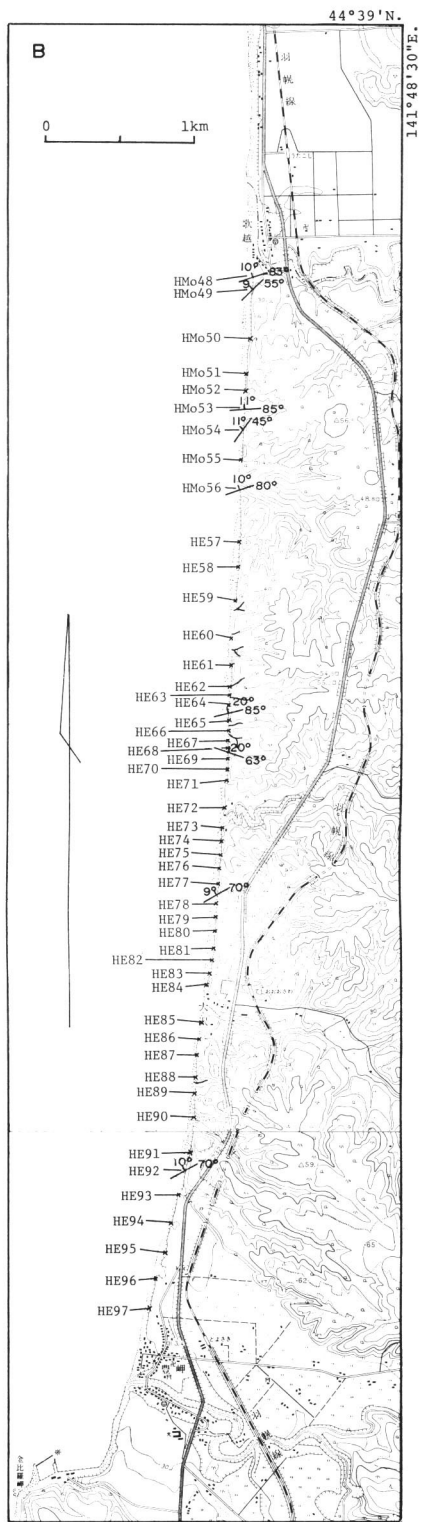 44°39'N.
141°48'30"E.
B
0 1km
羽幌線
歌越
HMo48 10° 83°
HMo49 9° 55°
HMo50
HMo51
HMo52
HMo53 11° 85°
HMo54 11° 45°
HMo55
HMo56 10° 80°
HE57
HE58
HE59
HE60
HE61
HE62
HE63
HE64 20° 85°
HE65
HE66
HE67
HE68 20° 63°
HE69
HE70
HE71
HE72
HE73
HE74
HE75
HE76
HE77
9° 70°
HE78
HE79
HE80
HE81
HE82
HE83
HE84
HE85
HE86
HE87
HE88
HE89
HE90
HE91
HE92 10° 70°
HE93
HE94
HE95
HE96
HE97